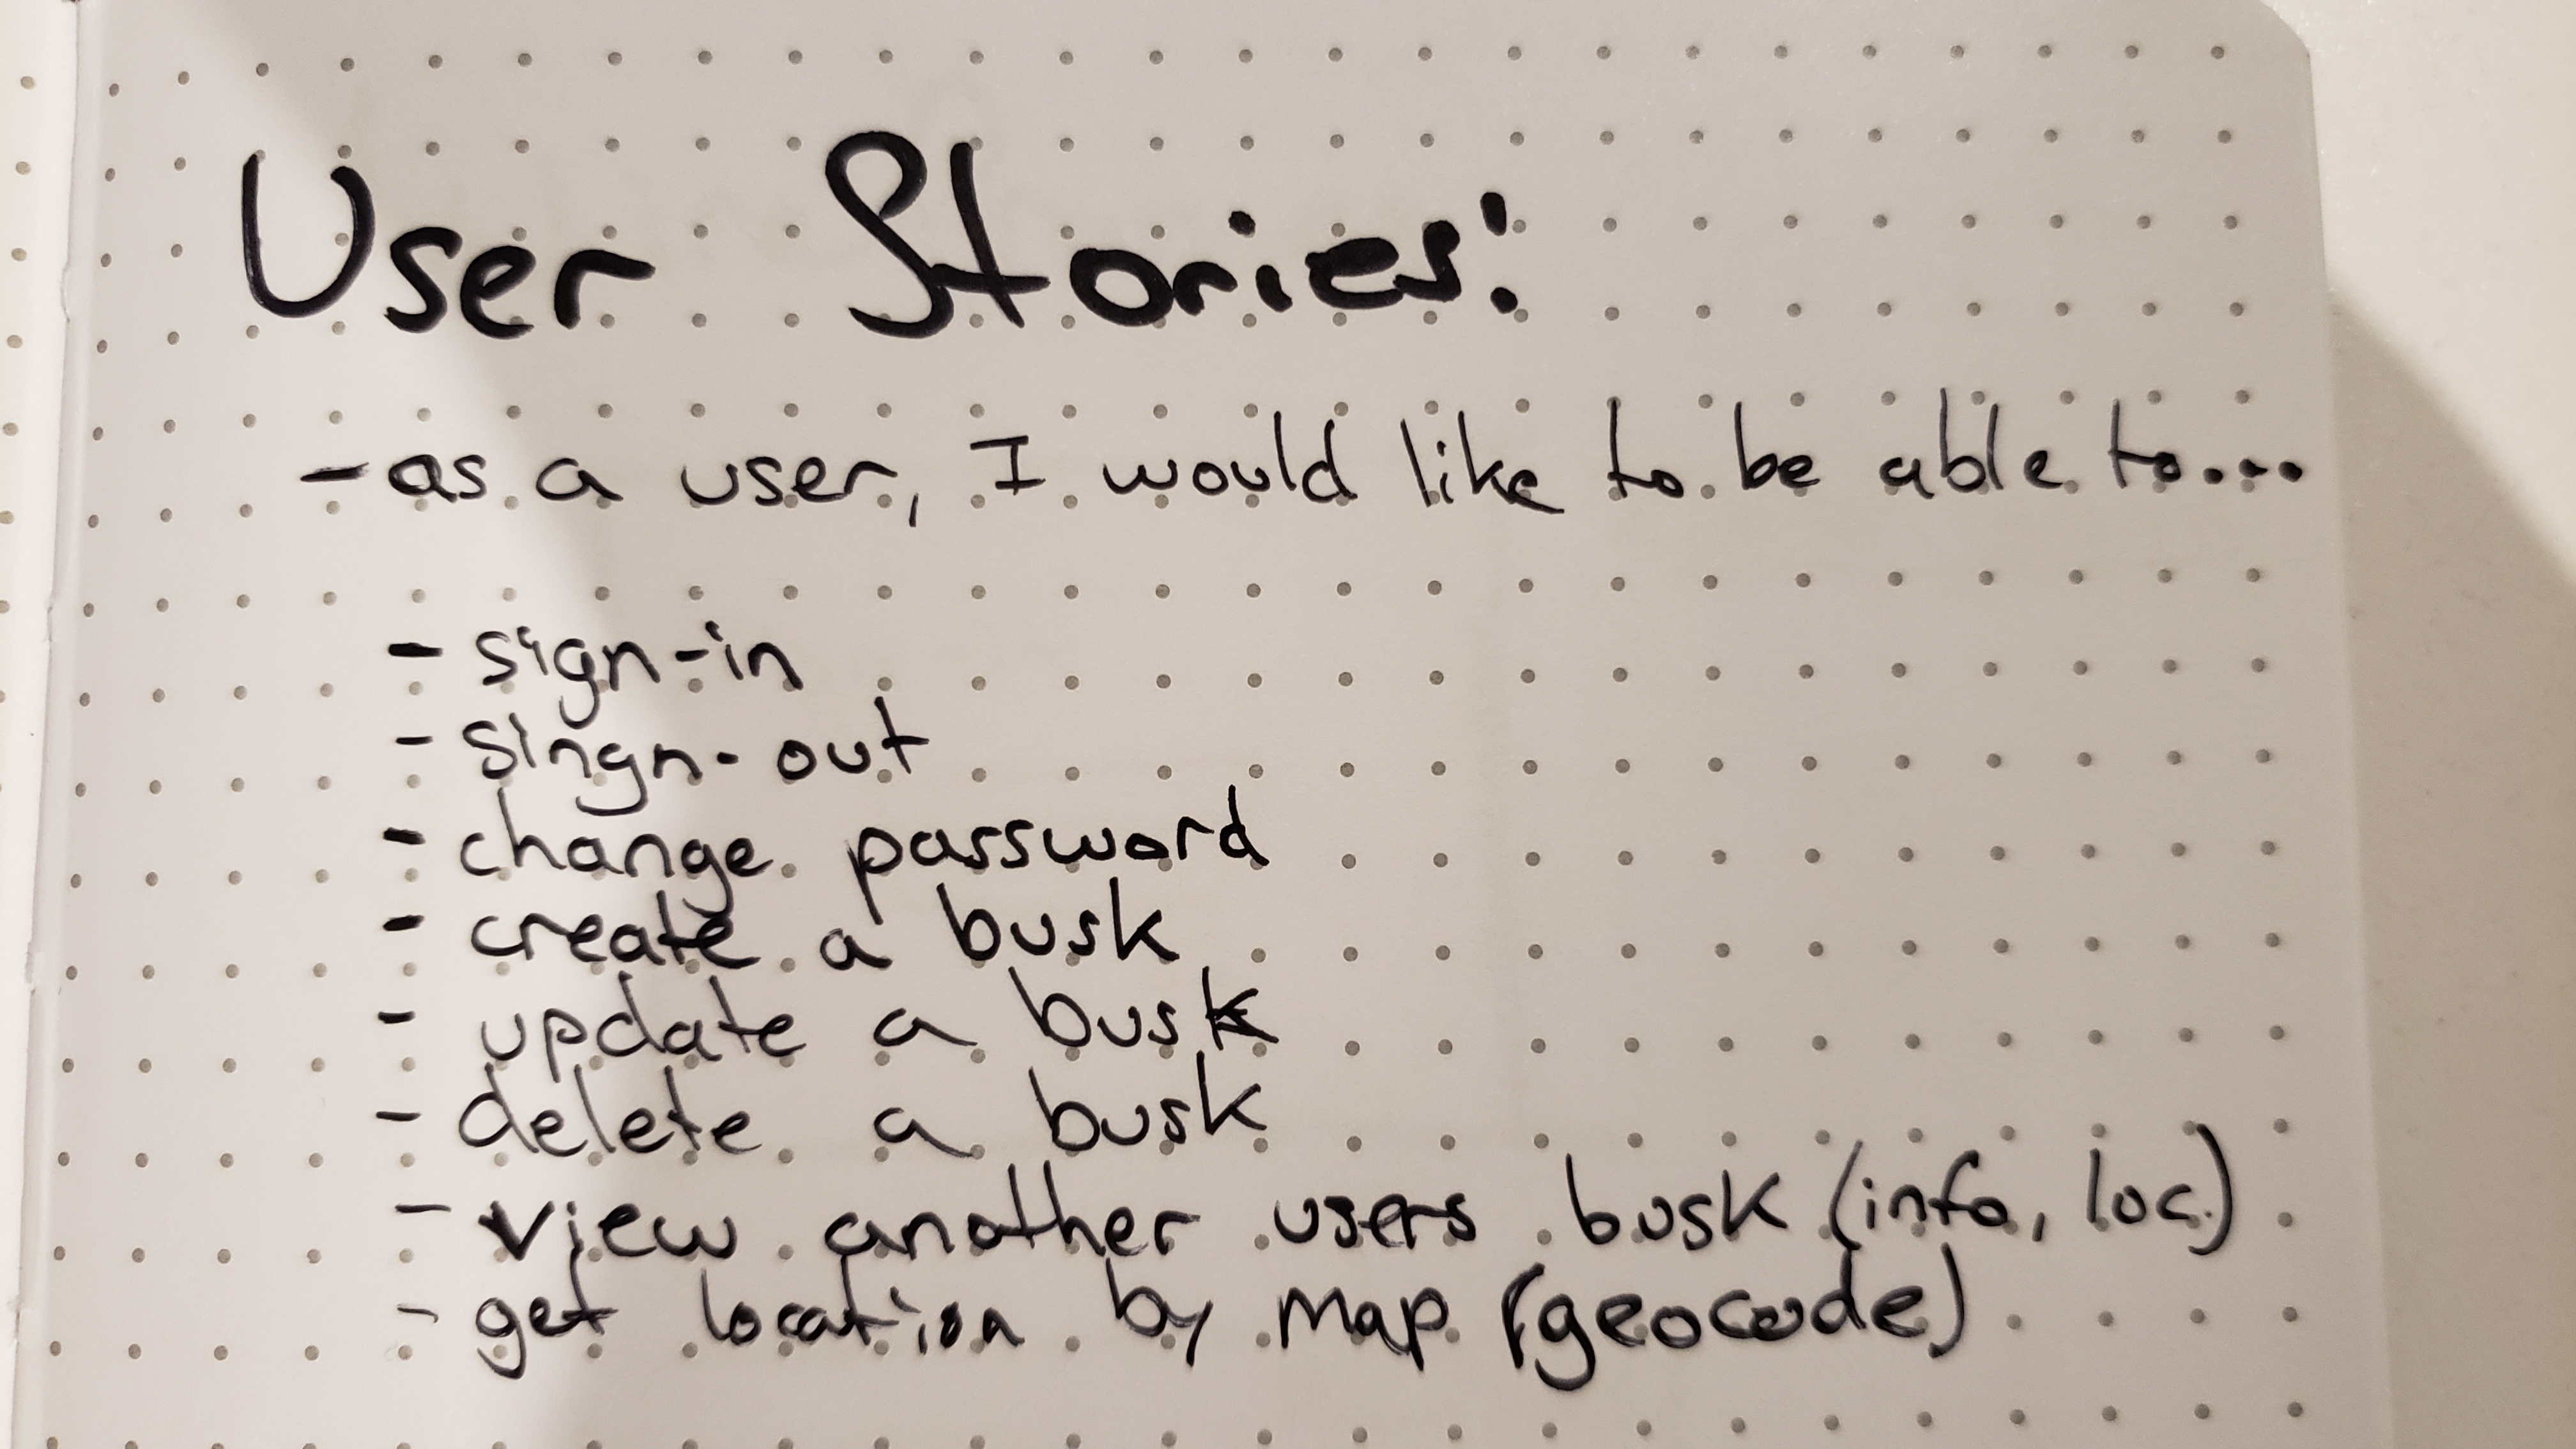 User Stories:
- as a user, I would like to be able to...
- sign-in
- singn-out
- change password
- create a busk
- update a busk
- delete a busk
- view another users busk (info, loc.)
- get location by map (geocode)